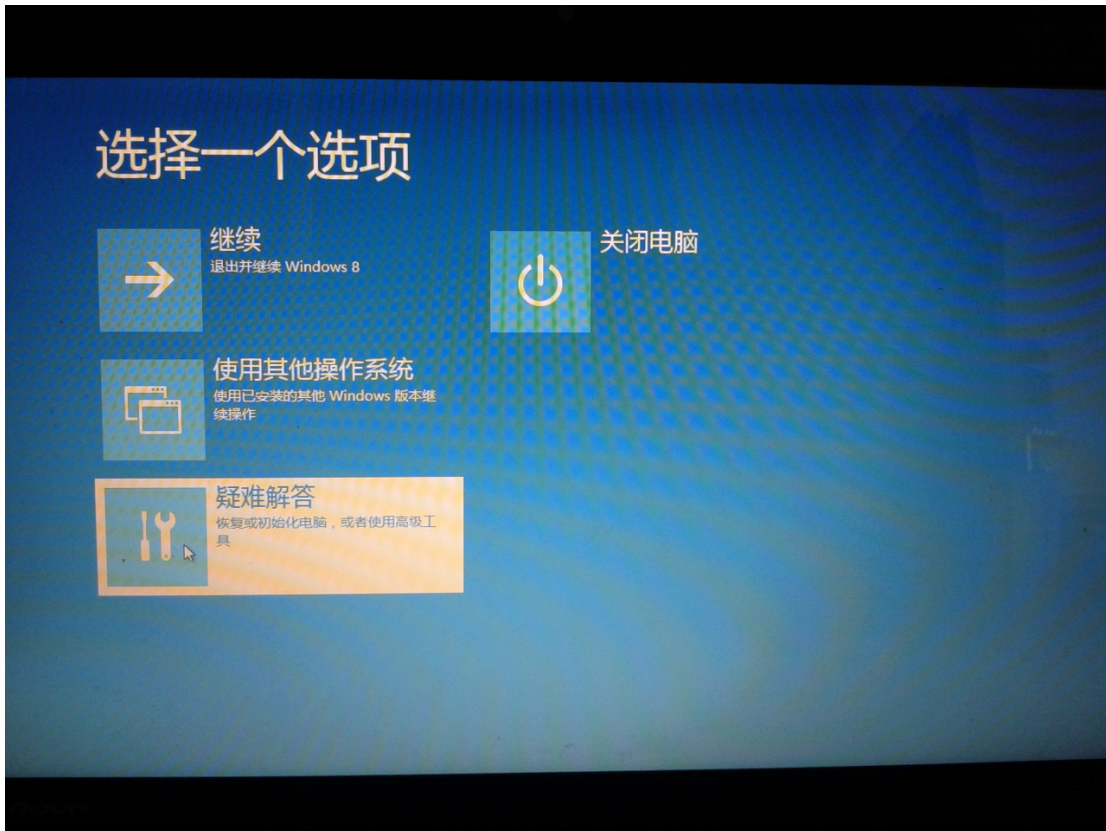 选择一个选项
继续
退出并继续 Windows 8
关闭电脑
使用其他操作系统
使用已安装的其他 Windows 版本继
续操作
疑难解答
恢复或初始化电脑，或者使用高级工
具